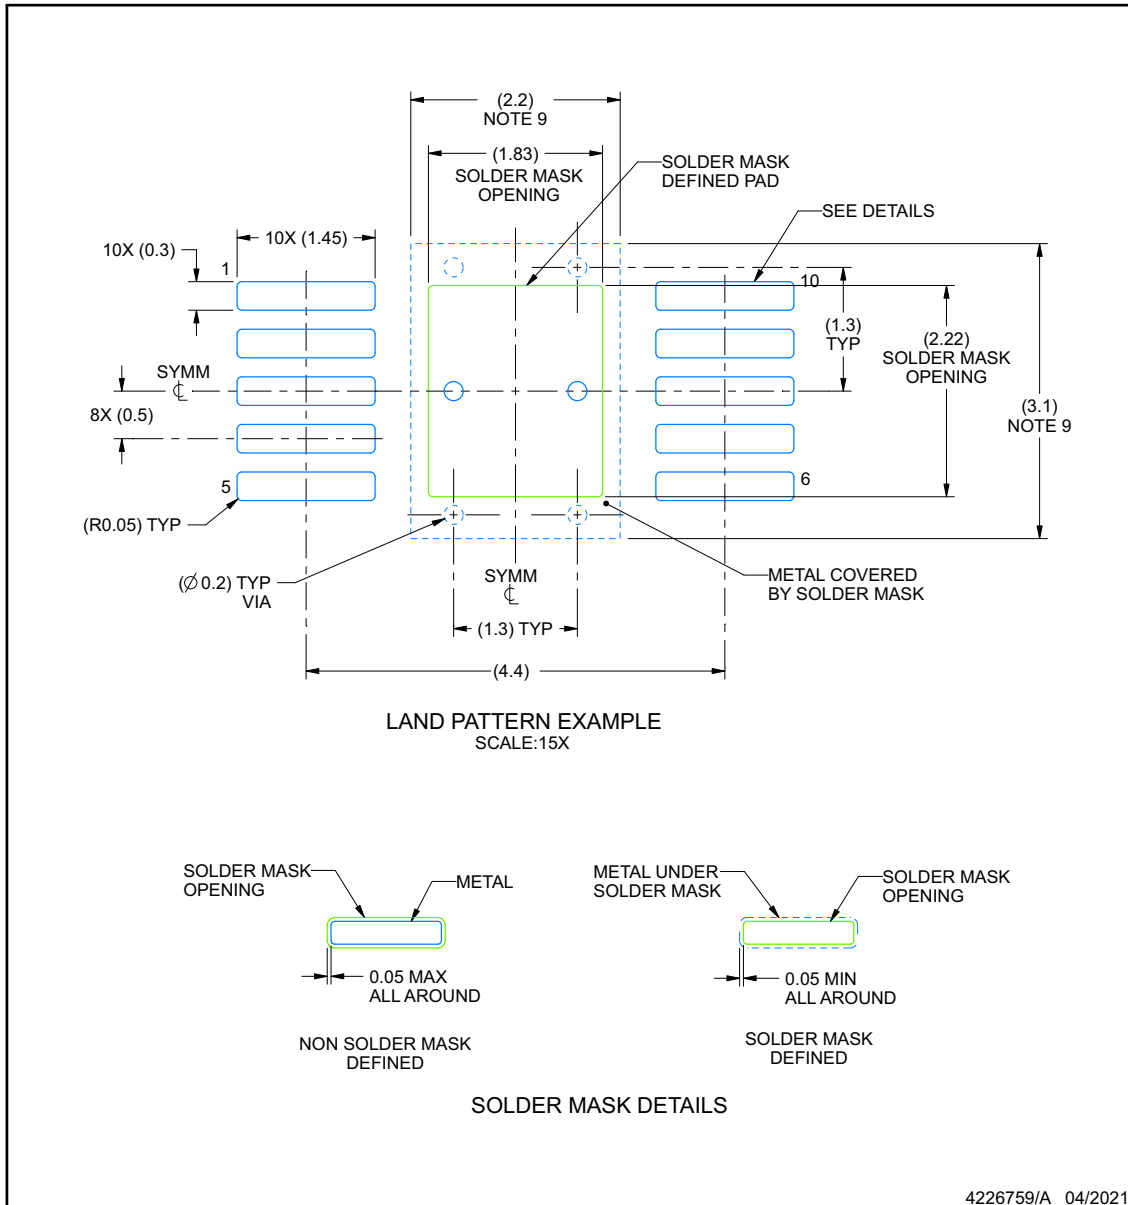 (2.2)
NOTE 9
(1.83)
SOLDER MASK
OPENING
SOLDER MASK
DEFINED PAD
SEE DETAILS
10X (1.45)
10X (0.3)
1
10
(1.3)
TYP
(2.22)
SOLDER MASK
OPENING
SYMM
℄
8X (0.5)
(3.1)
NOTE 9
5
6
(R0.05) TYP
(Ø 0.2) TYP
VIA
SYMM
℄
METAL COVERED
BY SOLDER MASK
(1.3) TYP
(4.4)
LAND PATTERN EXAMPLE
SCALE:15X
SOLDER MASK
OPENING
METAL
0.05 MAX
ALL AROUND
NON SOLDER MASK
DEFINED
METAL UNDER
SOLDER MASK
SOLDER MASK
OPENING
0.05 MIN
ALL AROUND
SOLDER MASK
DEFINED
SOLDER MASK DETAILS
4226759/A 04/2021